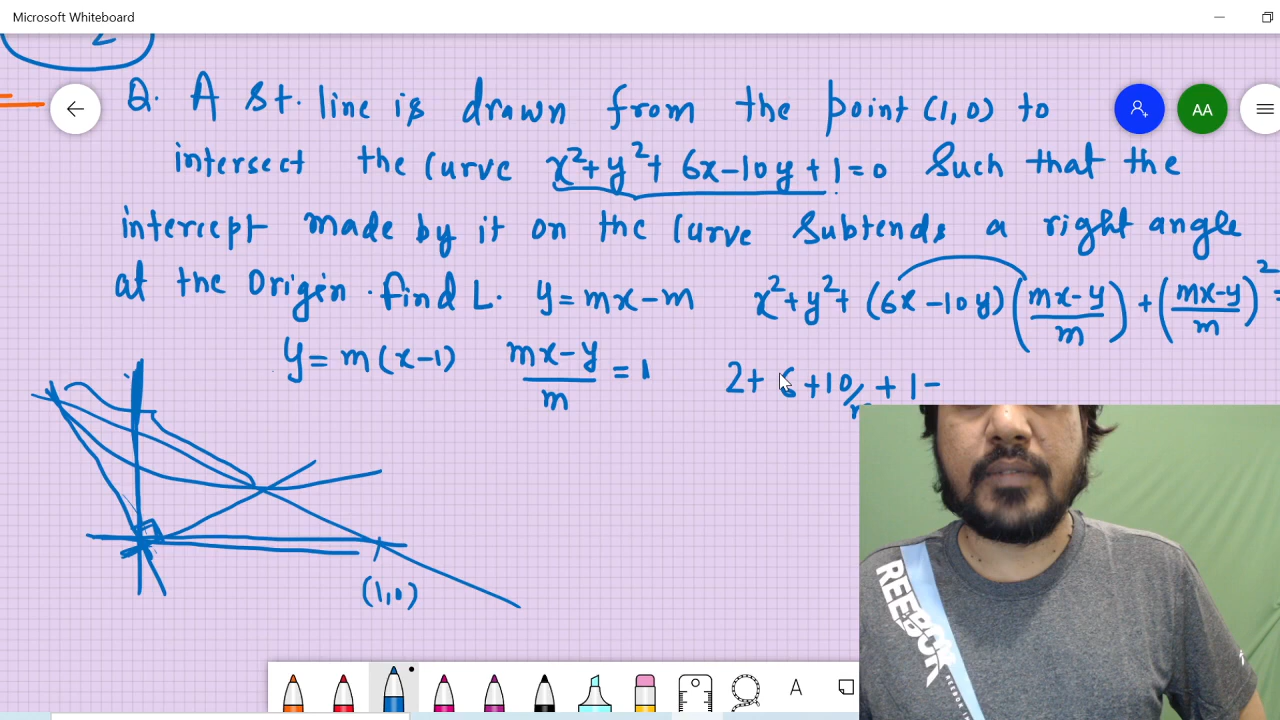 Microsoft Whiteboard
2
Q. A St. line is drawn from the point (1,0) to
intersect the curve x²+y²+6x-10y+1=0 Such that the
intercept made by it on the curve Subtends a right angle
at the Origin. find L. y=mx-m x²+y²+(6x-10y)(mx-y/m)+(mx-y/m)²=
y=m(x-1) mx-y/m=1 2+6+10/m+1-
(1,0)
AA
REEBOK
REEBOK
A